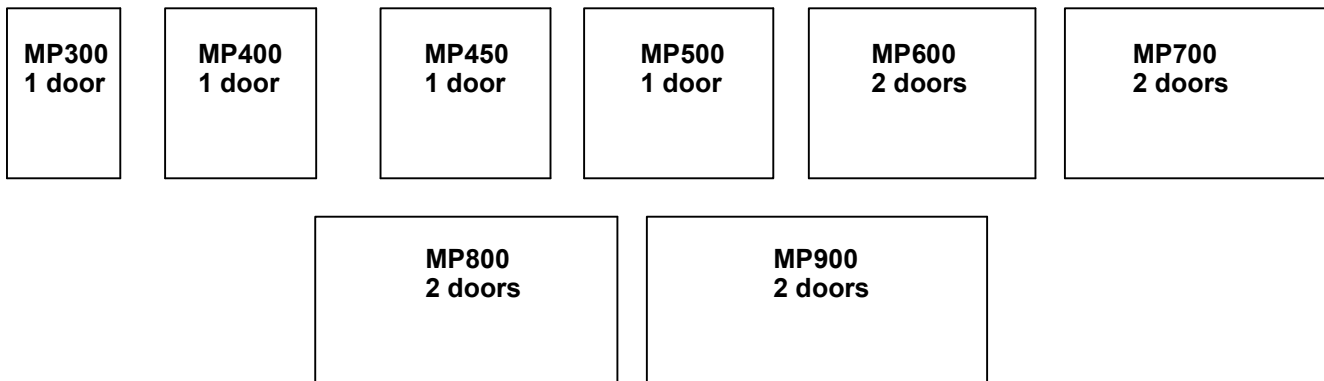 MP300
1 door
MP400
1 door
MP450
1 door
MP500
1 door
MP600
2 doors
MP700
2 doors
MP800
2 doors
MP900
2 doors